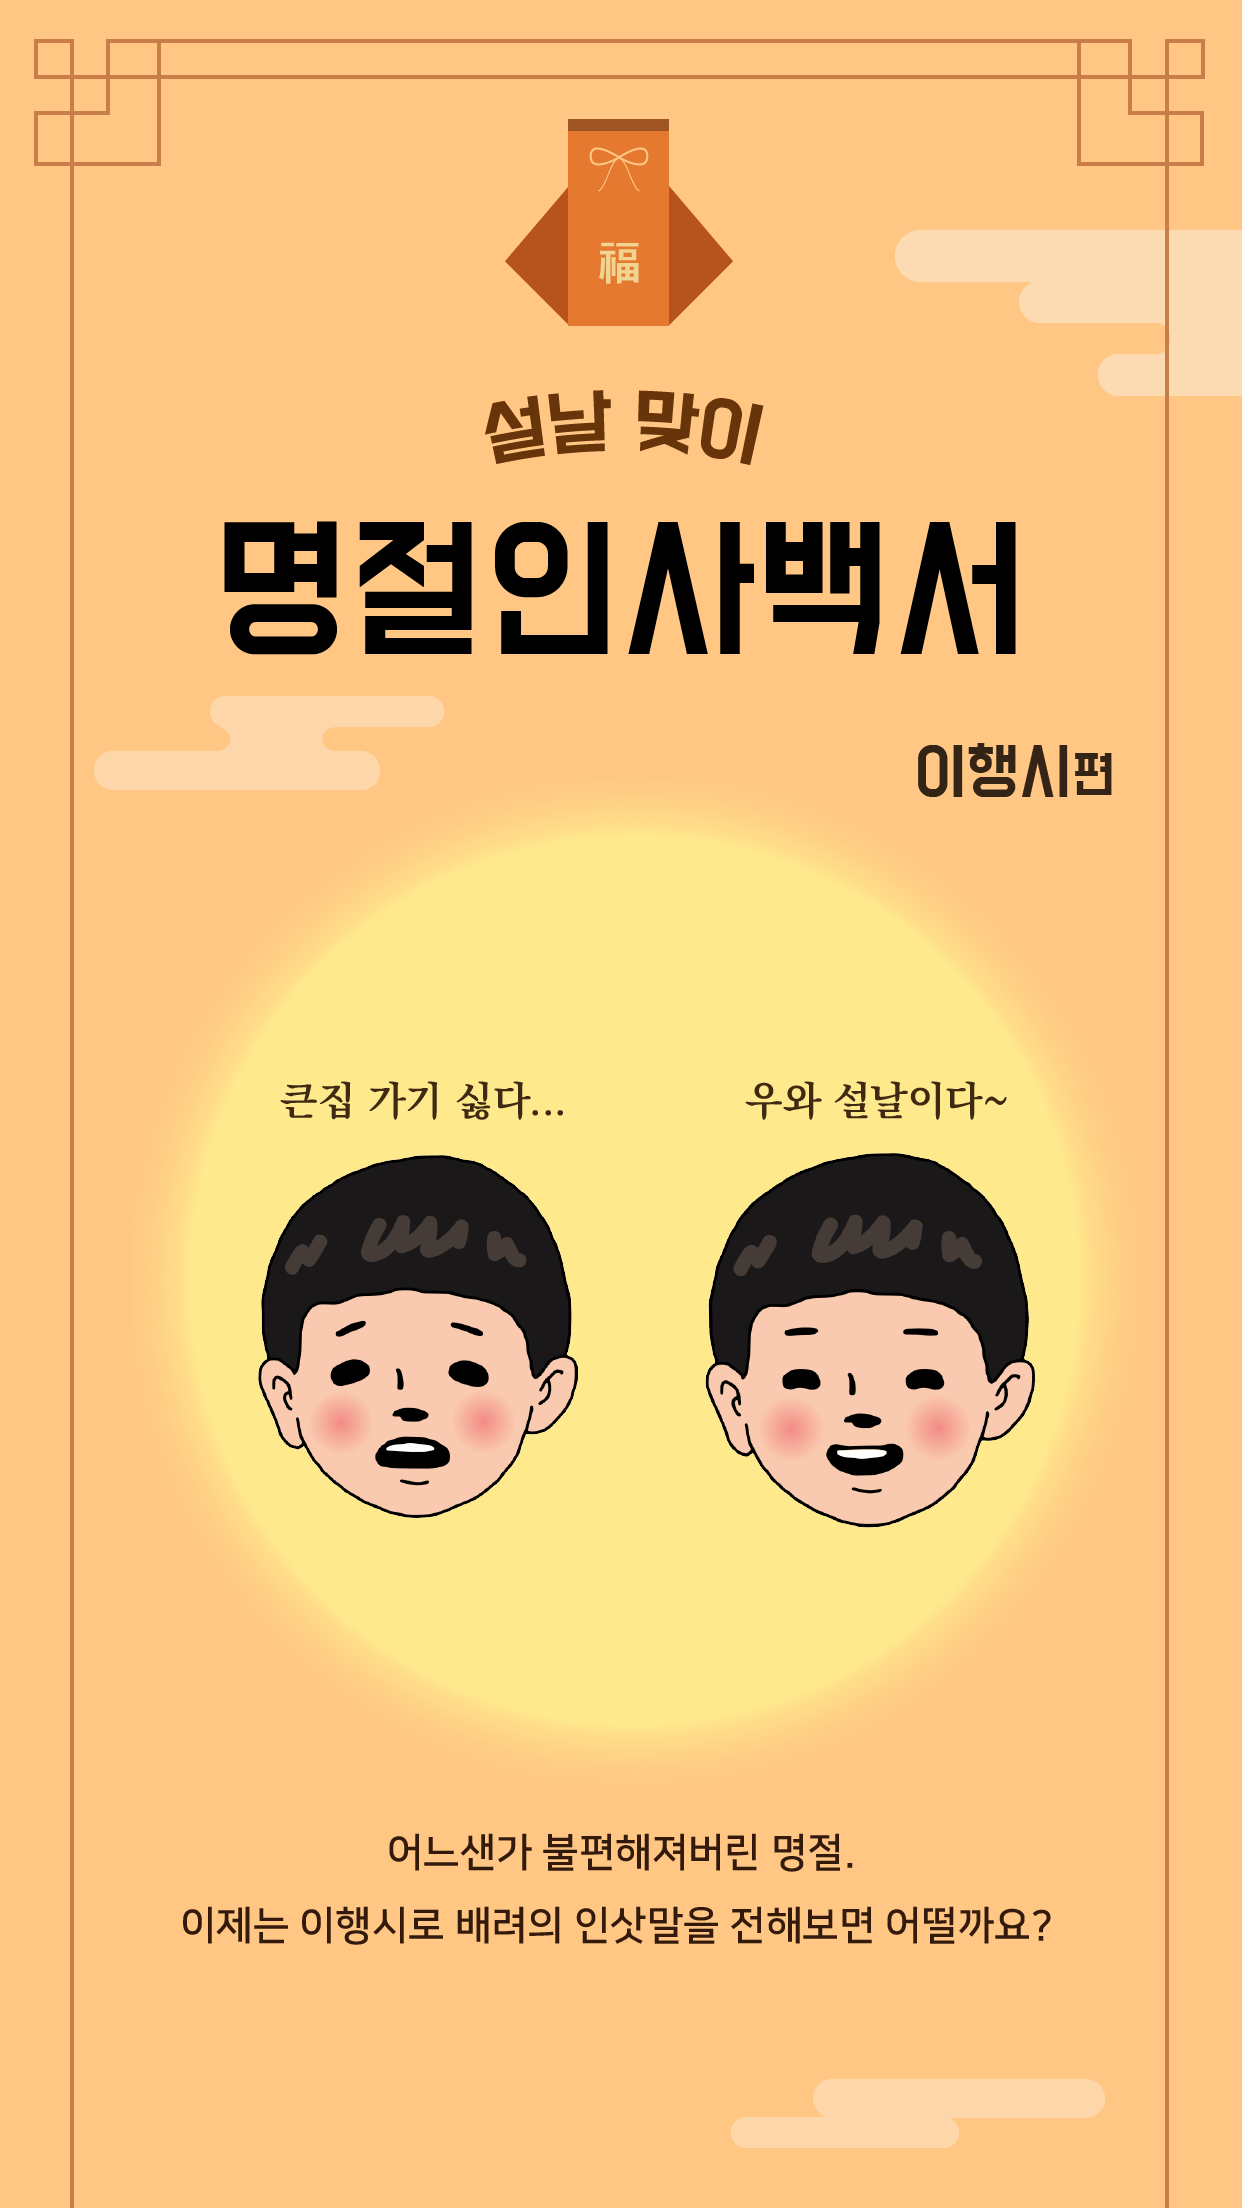 福
설날 맞이
명절인사백서
이행시편
큰집 가기 싫다...
우와 설날이다~
어느샌가 불편해져버린 명절.
이제는 이행시로 배려의 인삿말을 전해보면 어떨까요?